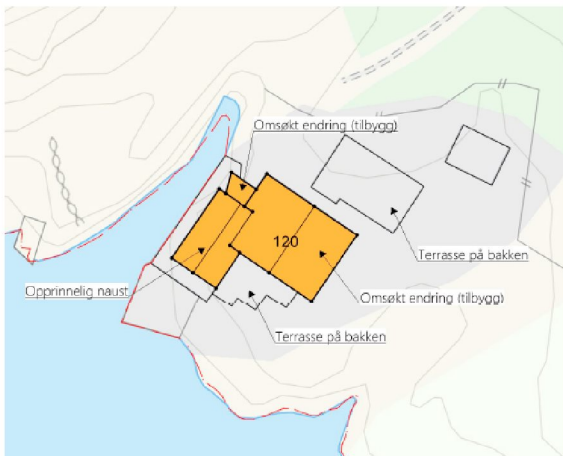 Omsøkt endring (tilbygg)
120
Terrasse på bakken
Opprinnelig naust
Omsøkt endring (tilbygg)
Terrasse på bakken